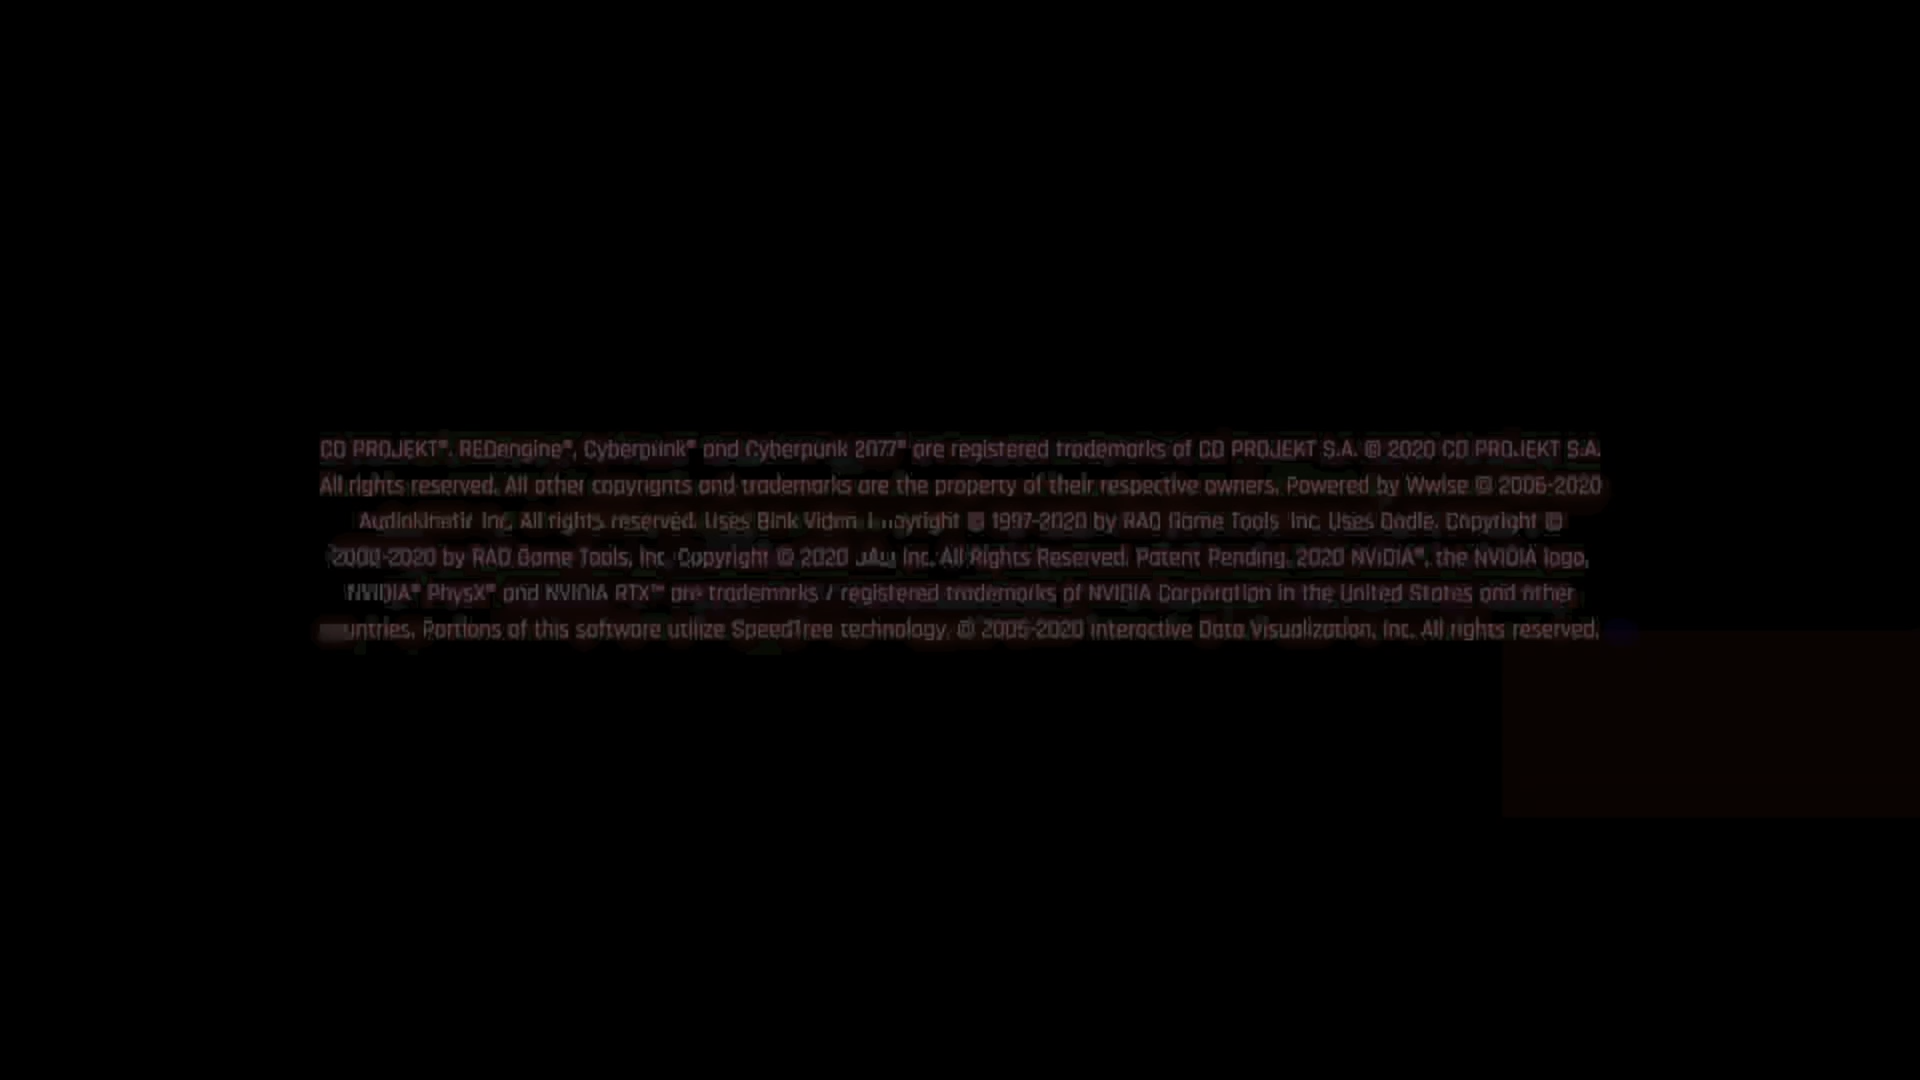 CD PROJEKT®, REDengine®, Cyberpunk® and Cyberpunk 2077® are registered trademarks of CD PROJEKT S.A. © 2020 CD PROJEKT S.A.
All rights reserved. All other copyrights and trademarks are the property of their respective owners. Powered by Wwise © 2006-2020
Audiokinetic Inc. All rights reserved. Uses Bink Video. Copyright © 1997-2020 by RAD Game Tools, Inc. Uses Oodle. Copyright ©
by RAD Game Tools, Inc. Copyright © 2020 Inc. All Rights Reserved. Patent Pending. 2020 NVIDIA®, the NVIDIA logo,
NVIDIA® PhysX® and NVIDIA RTX™ are trademarks / registered trademarks of NVIDIA Corporation in the United States and other
countries. Portions of this software utilize SpeedTree technology. © 2005-2020 Interactive Data Visualization, Inc. All rights reserved.